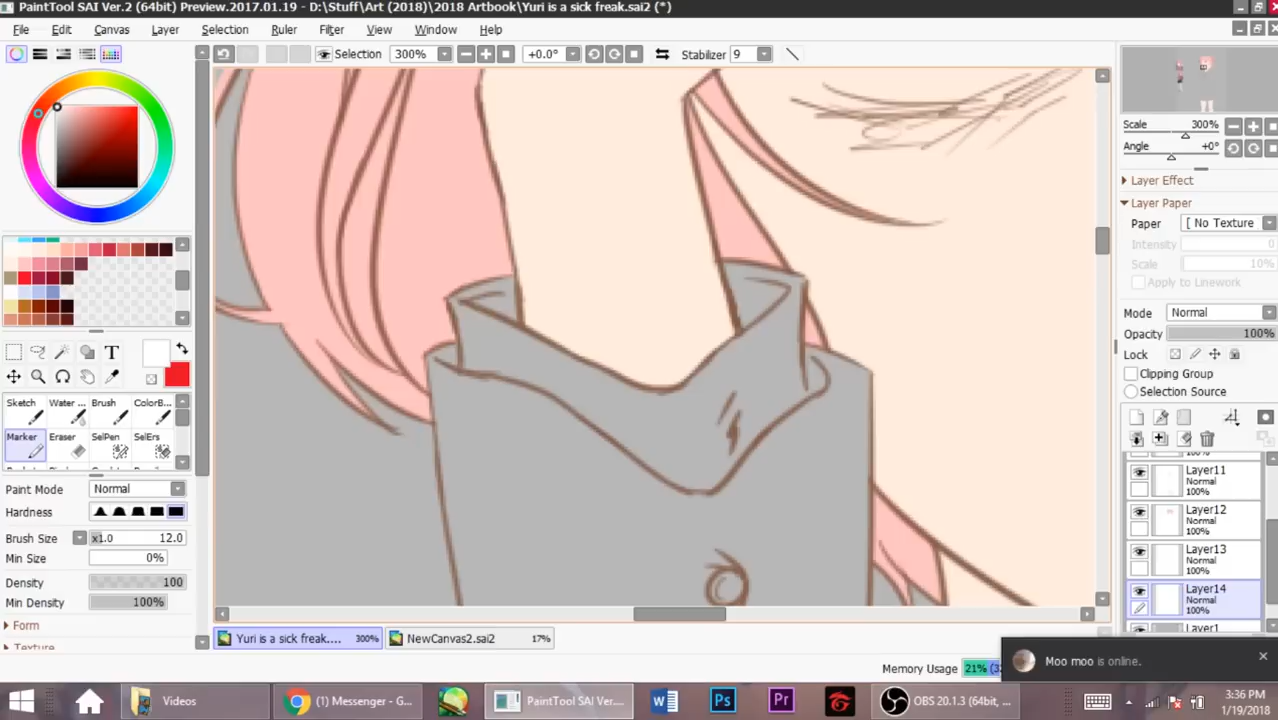 PaintTool SAI Ver.2 (64bit) Preview.2017.01.19 - D:\Stuff\Art (2018)\2018 Artbook\Yuri is a sick freak.sai2 (*)
File Edit Canvas Layer Selection Ruler Filter View Window Help
Selection 300% +0.0° Stabilizer 9
Scale 300%
Angle +0°
Layer Effect
Layer Paper
Paper [ No Texture
Intensity 0
Scale 10%
Apply to Linework
Mode Normal
Opacity 100%
Lock
Clipping Group
Selection Source
T
Sketch Water ... Brush ColorB...
Marker Eraser SelPen SelErs
Paint Mode Normal
Hardness
Brush Size x1.0 12.0
Min Size 0%
Density 100
Min Density 100%
Form
Texture
100%
Layer11
Normal
100%
Layer12
Normal
100%
Layer13
Normal
100%
Layer14
Normal
100%
Layer1
Yuri is a sick freak.... 300% NewCanvas2.sai2 17%
Memory Usage 21%
Moo moo is online.
Videos (1) Messenger - G... PaintTool SAI Ver.... W Ps Pr OBS 20.1.3 (64bit, ...
3:36 PM
1/19/2018